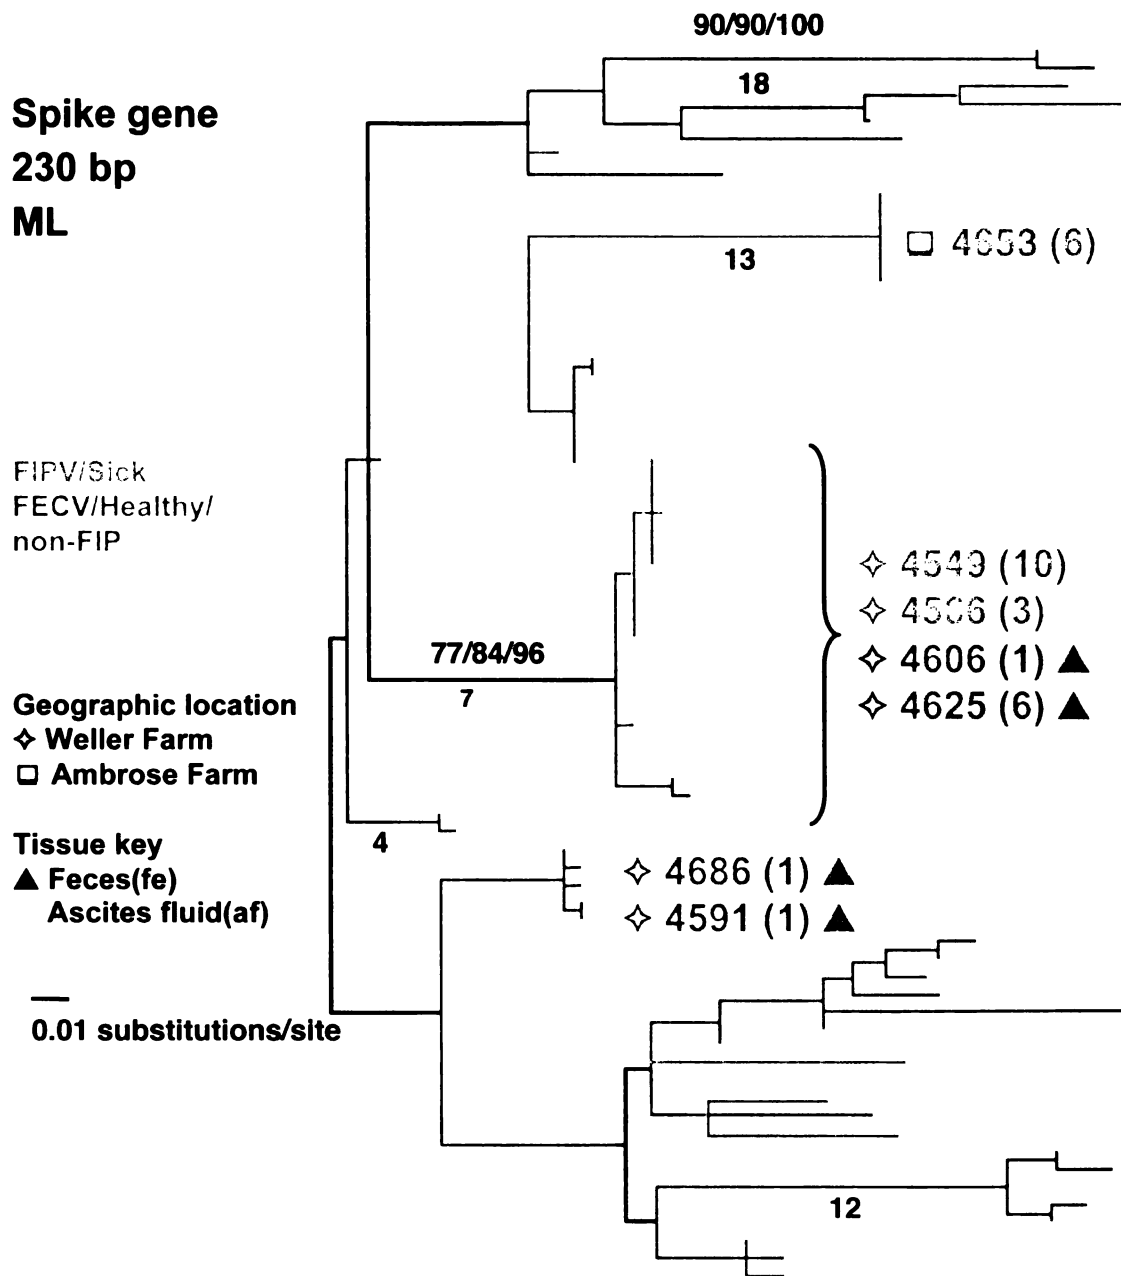 90/90/100
18
Spike gene
230 bp
ML
4653 (6)
13
FIPV/Sick
FECV/Healthy/
non-FIP
4549 (10)
4566 (3)
77/84/96
4606 (1)
7
4625 (6)
Geographic location
Weller Farm
Ambrose Farm
4
Tissue key
Feces(fe)
Ascites fluid(af)
4686 (1)
4591 (1)
0.01 substitutions/site
12